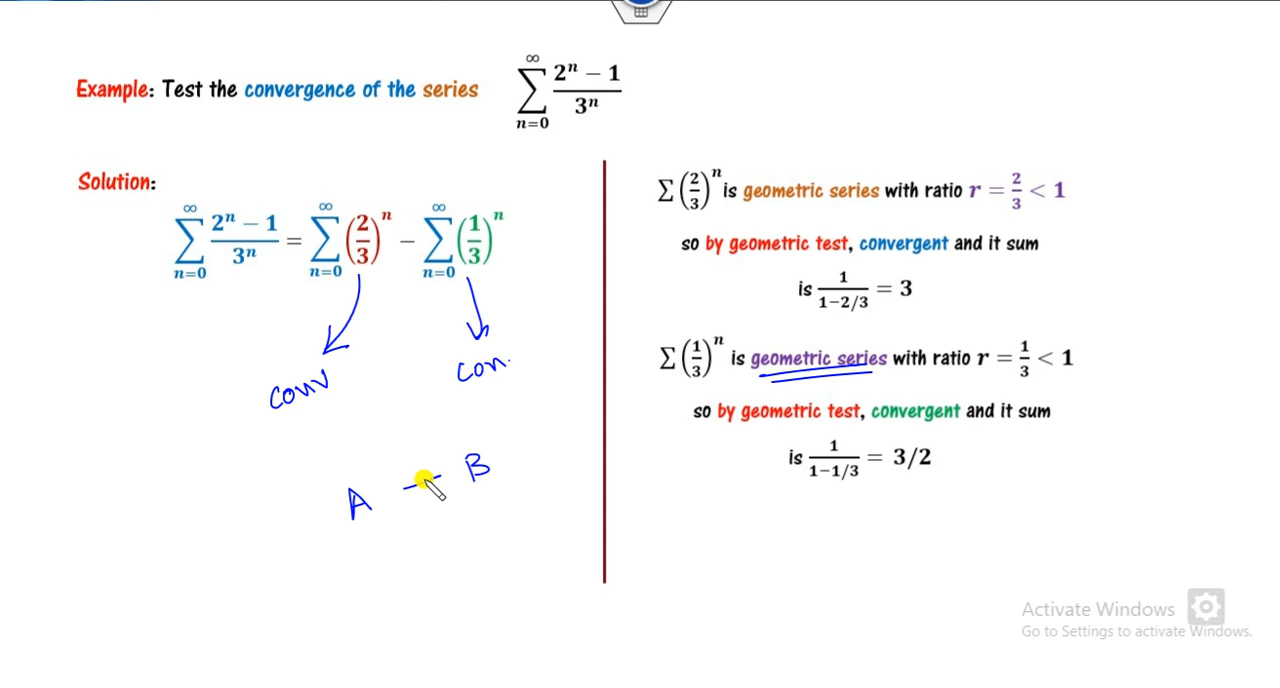 Example: Test the convergence of the series ∞ ∑ n=0 2ⁿ − 1 / 3ⁿ
Solution:
∞ ∑ n=0 2ⁿ − 1 / 3ⁿ = ∞ ∑ n=0 (2/3)ⁿ − ∞ ∑ n=0 (1/3)ⁿ
conv
con.
A - B
∑ (2/3)ⁿ is geometric series with ratio r = 2/3 < 1
so by geometric test, convergent and it sum
is 1 / 1−2/3 = 3
∑ (1/3)ⁿ is geometric series with ratio r = 1/3 < 1
so by geometric test, convergent and it sum
is 1 / 1−1/3 = 3/2
Activate Windows
Go to Settings to activate Windows.